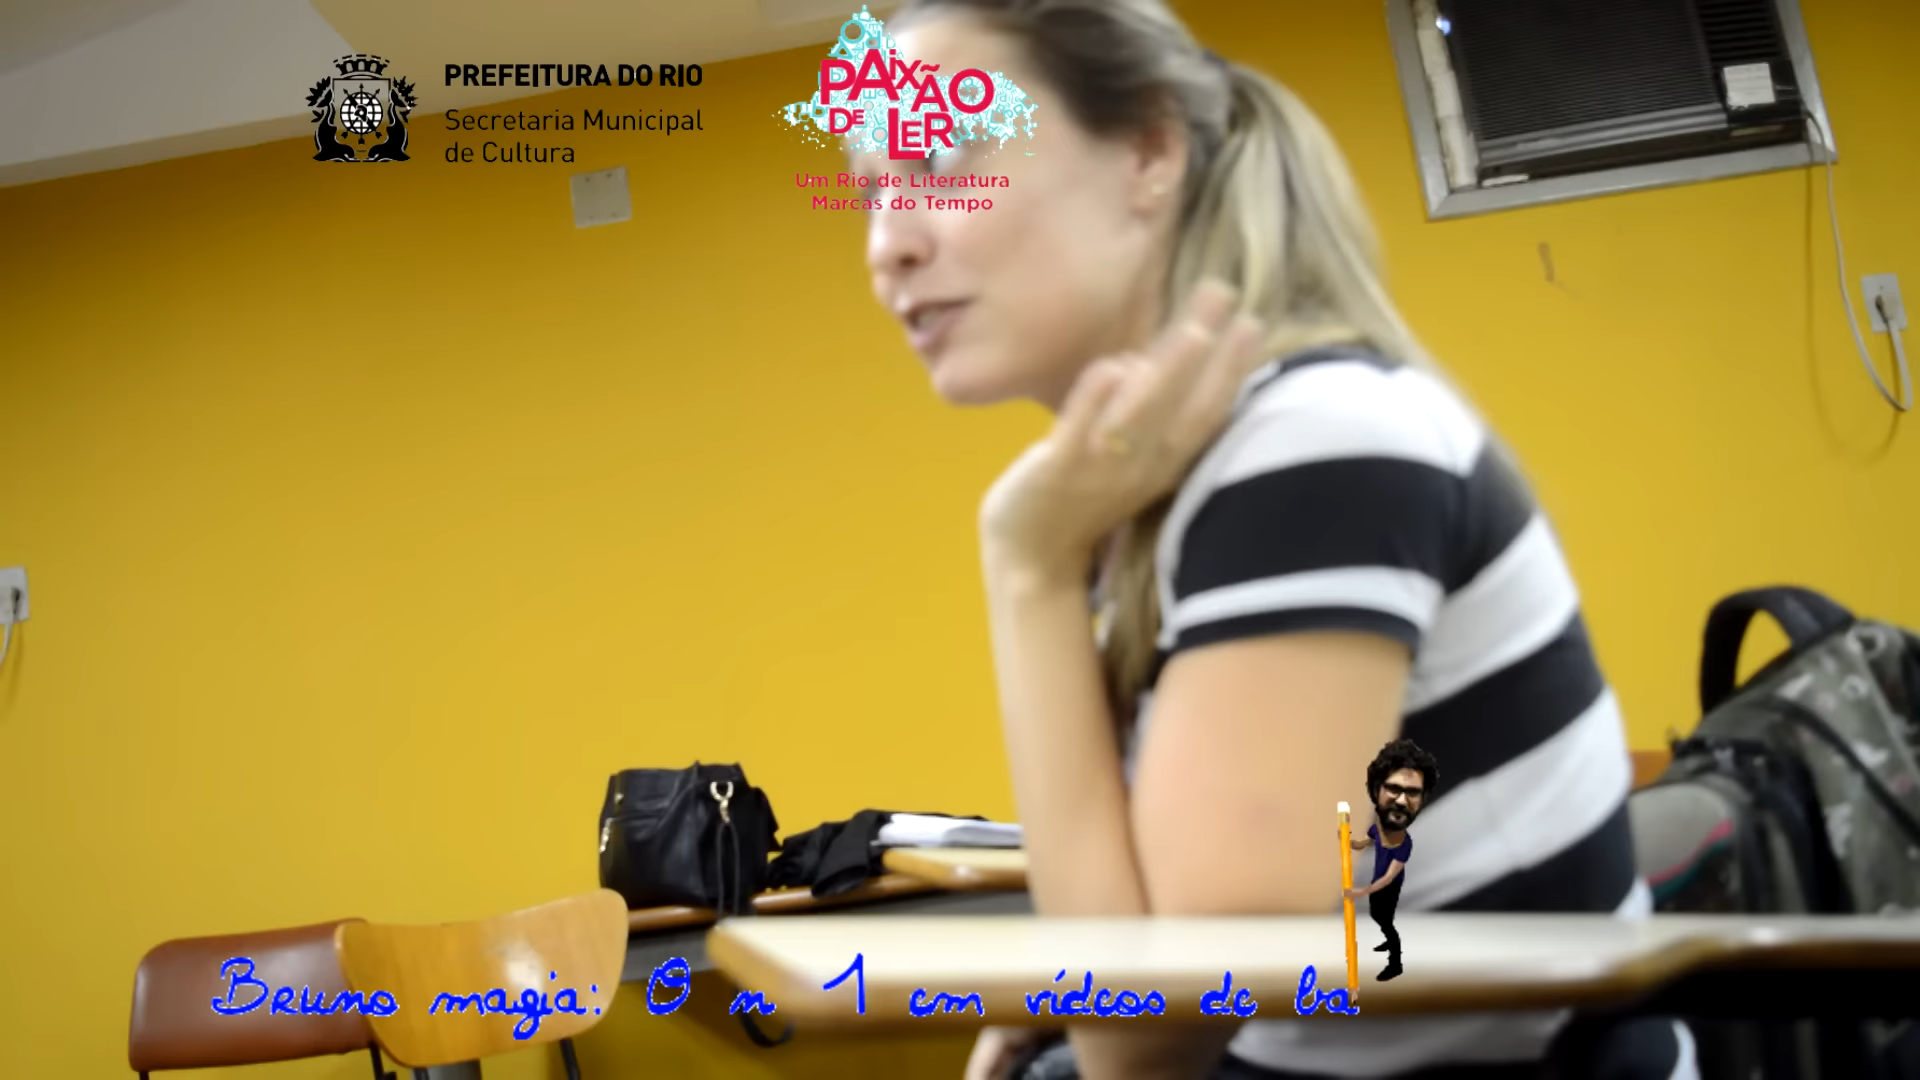 PREFEITURA DO RIO
Secretaria Municipal
de Cultura
PAIXÃO
DE LER
Um Rio de Literatura
Marcas do Tempo
Bruno magia: O n 1 em vídeos de ba